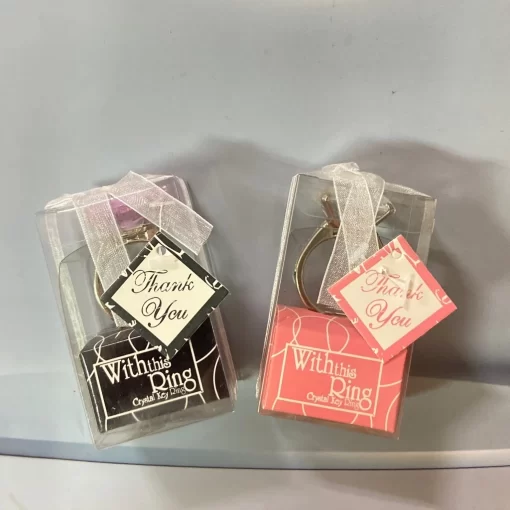 Thank
You
With this
Ring
Crystal Key Ring
Thank
You
With this
Ring
Crystal Key Ring